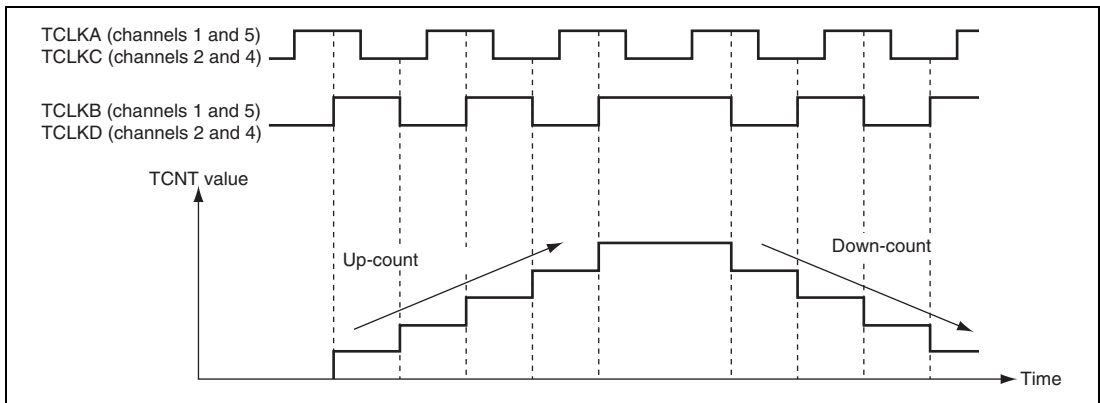 TCLKA (channels 1 and 5)
TCLKC (channels 2 and 4)
TCLKB (channels 1 and 5)
TCLKD (channels 2 and 4)
TCNT value
Up-count
Down-count
Time